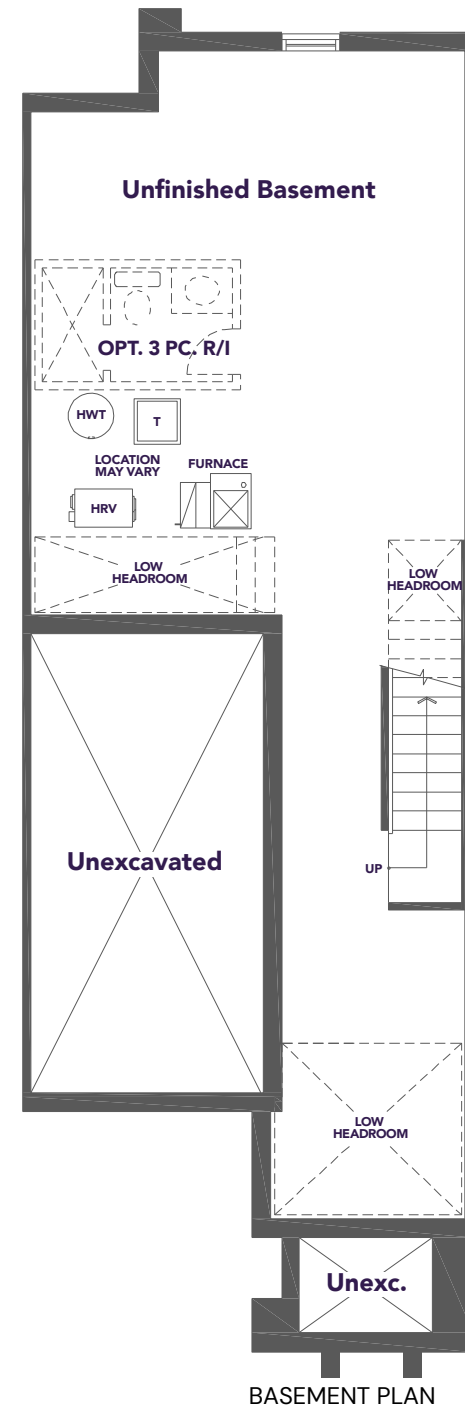 Unfinished Basement
OPT. 3 PC. R/I
HWT
T
LOCATION
MAY VARY
FURNACE
HRV
LOW
HEADROOM
LOW
HEADROOM
Unexcavated
UP
LOW
HEADROOM
Unexc.
BASEMENT PLAN